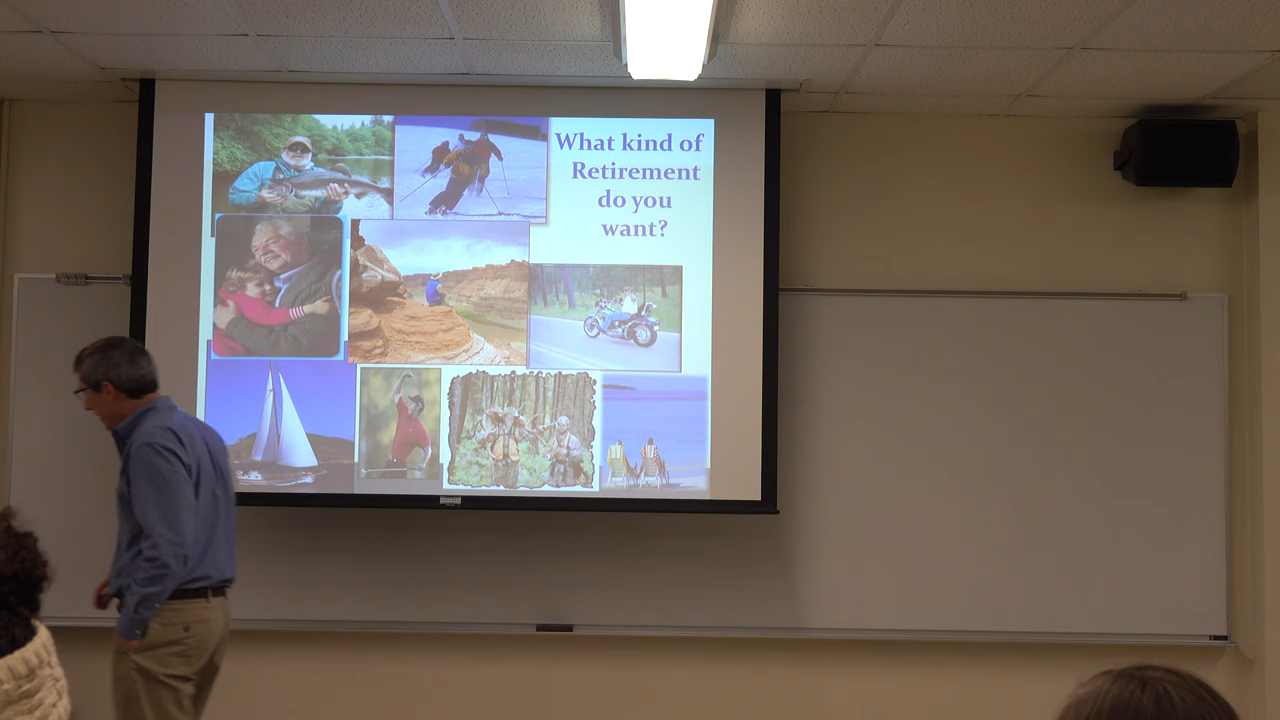 What kind of
Retirement
do you
want?